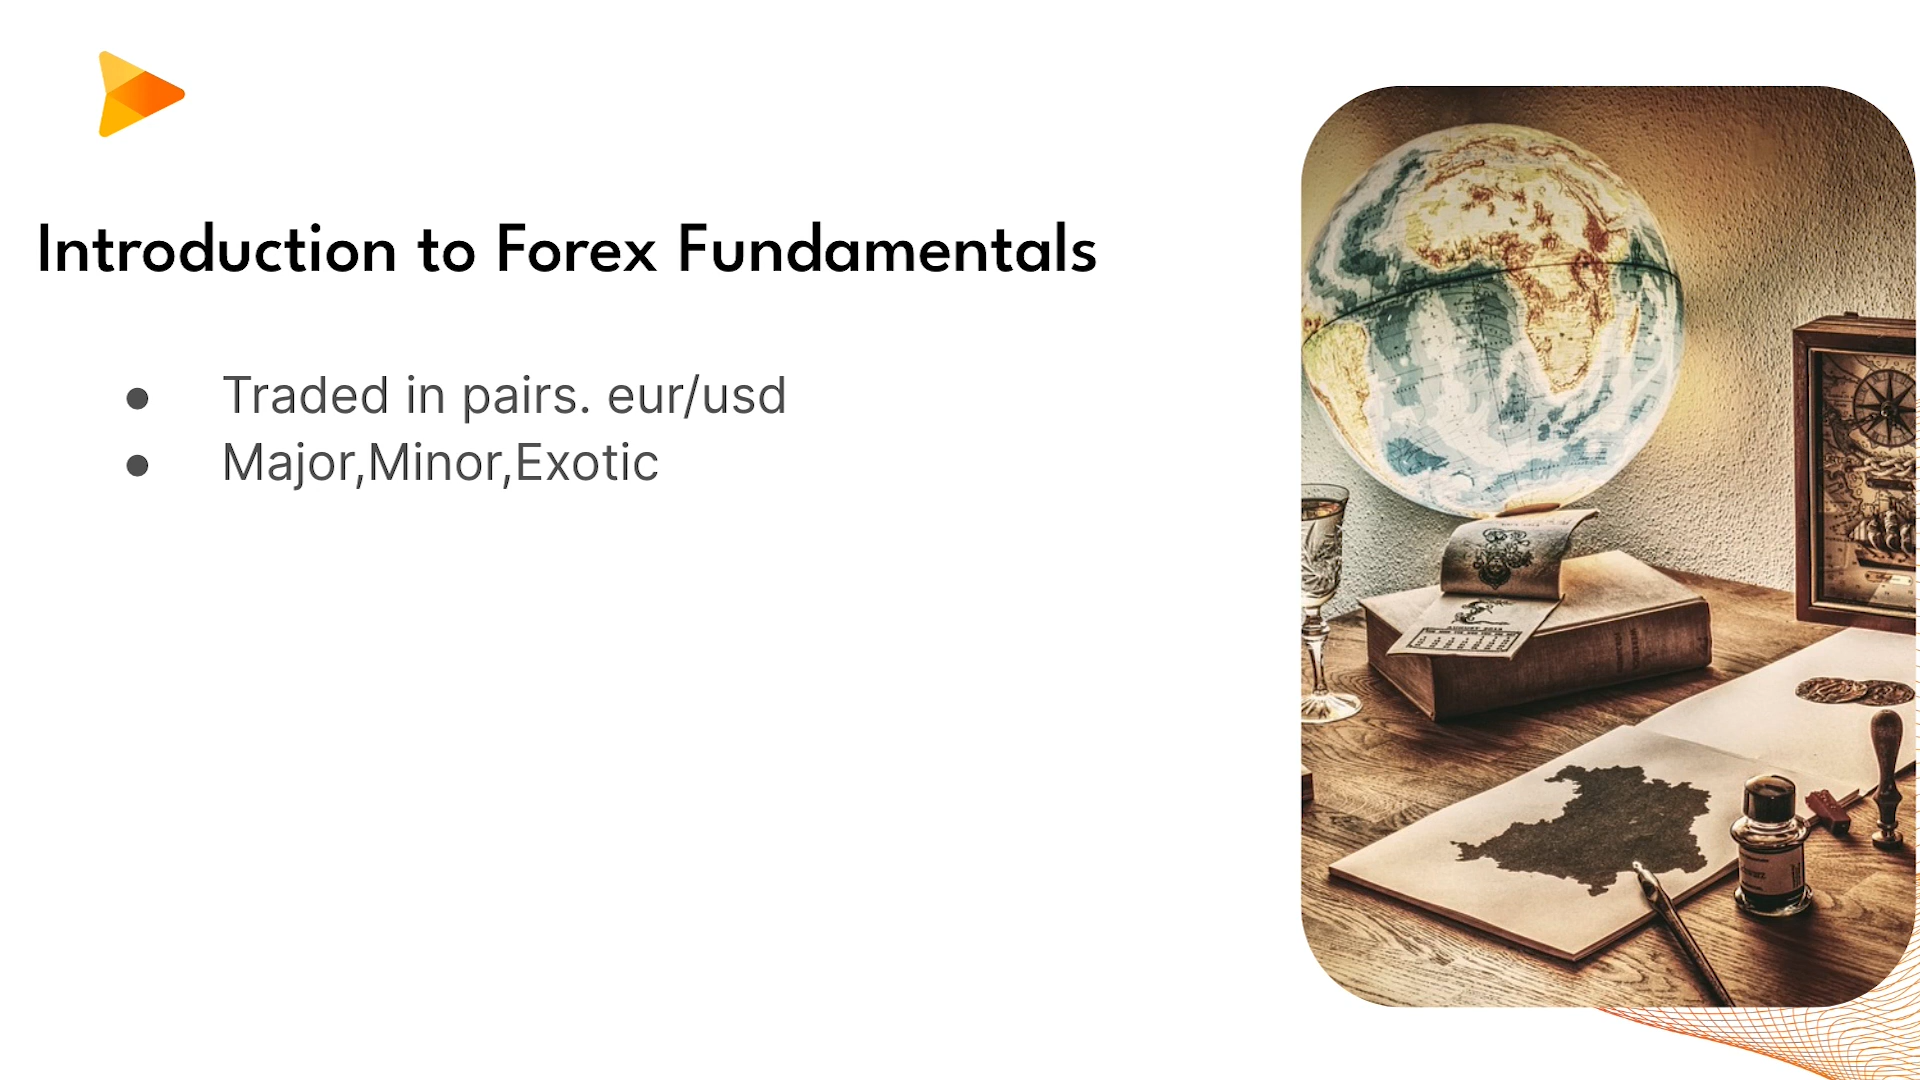 Introduction to Forex Fundamentals
● Traded in pairs. eur/usd
● Major,Minor,Exotic